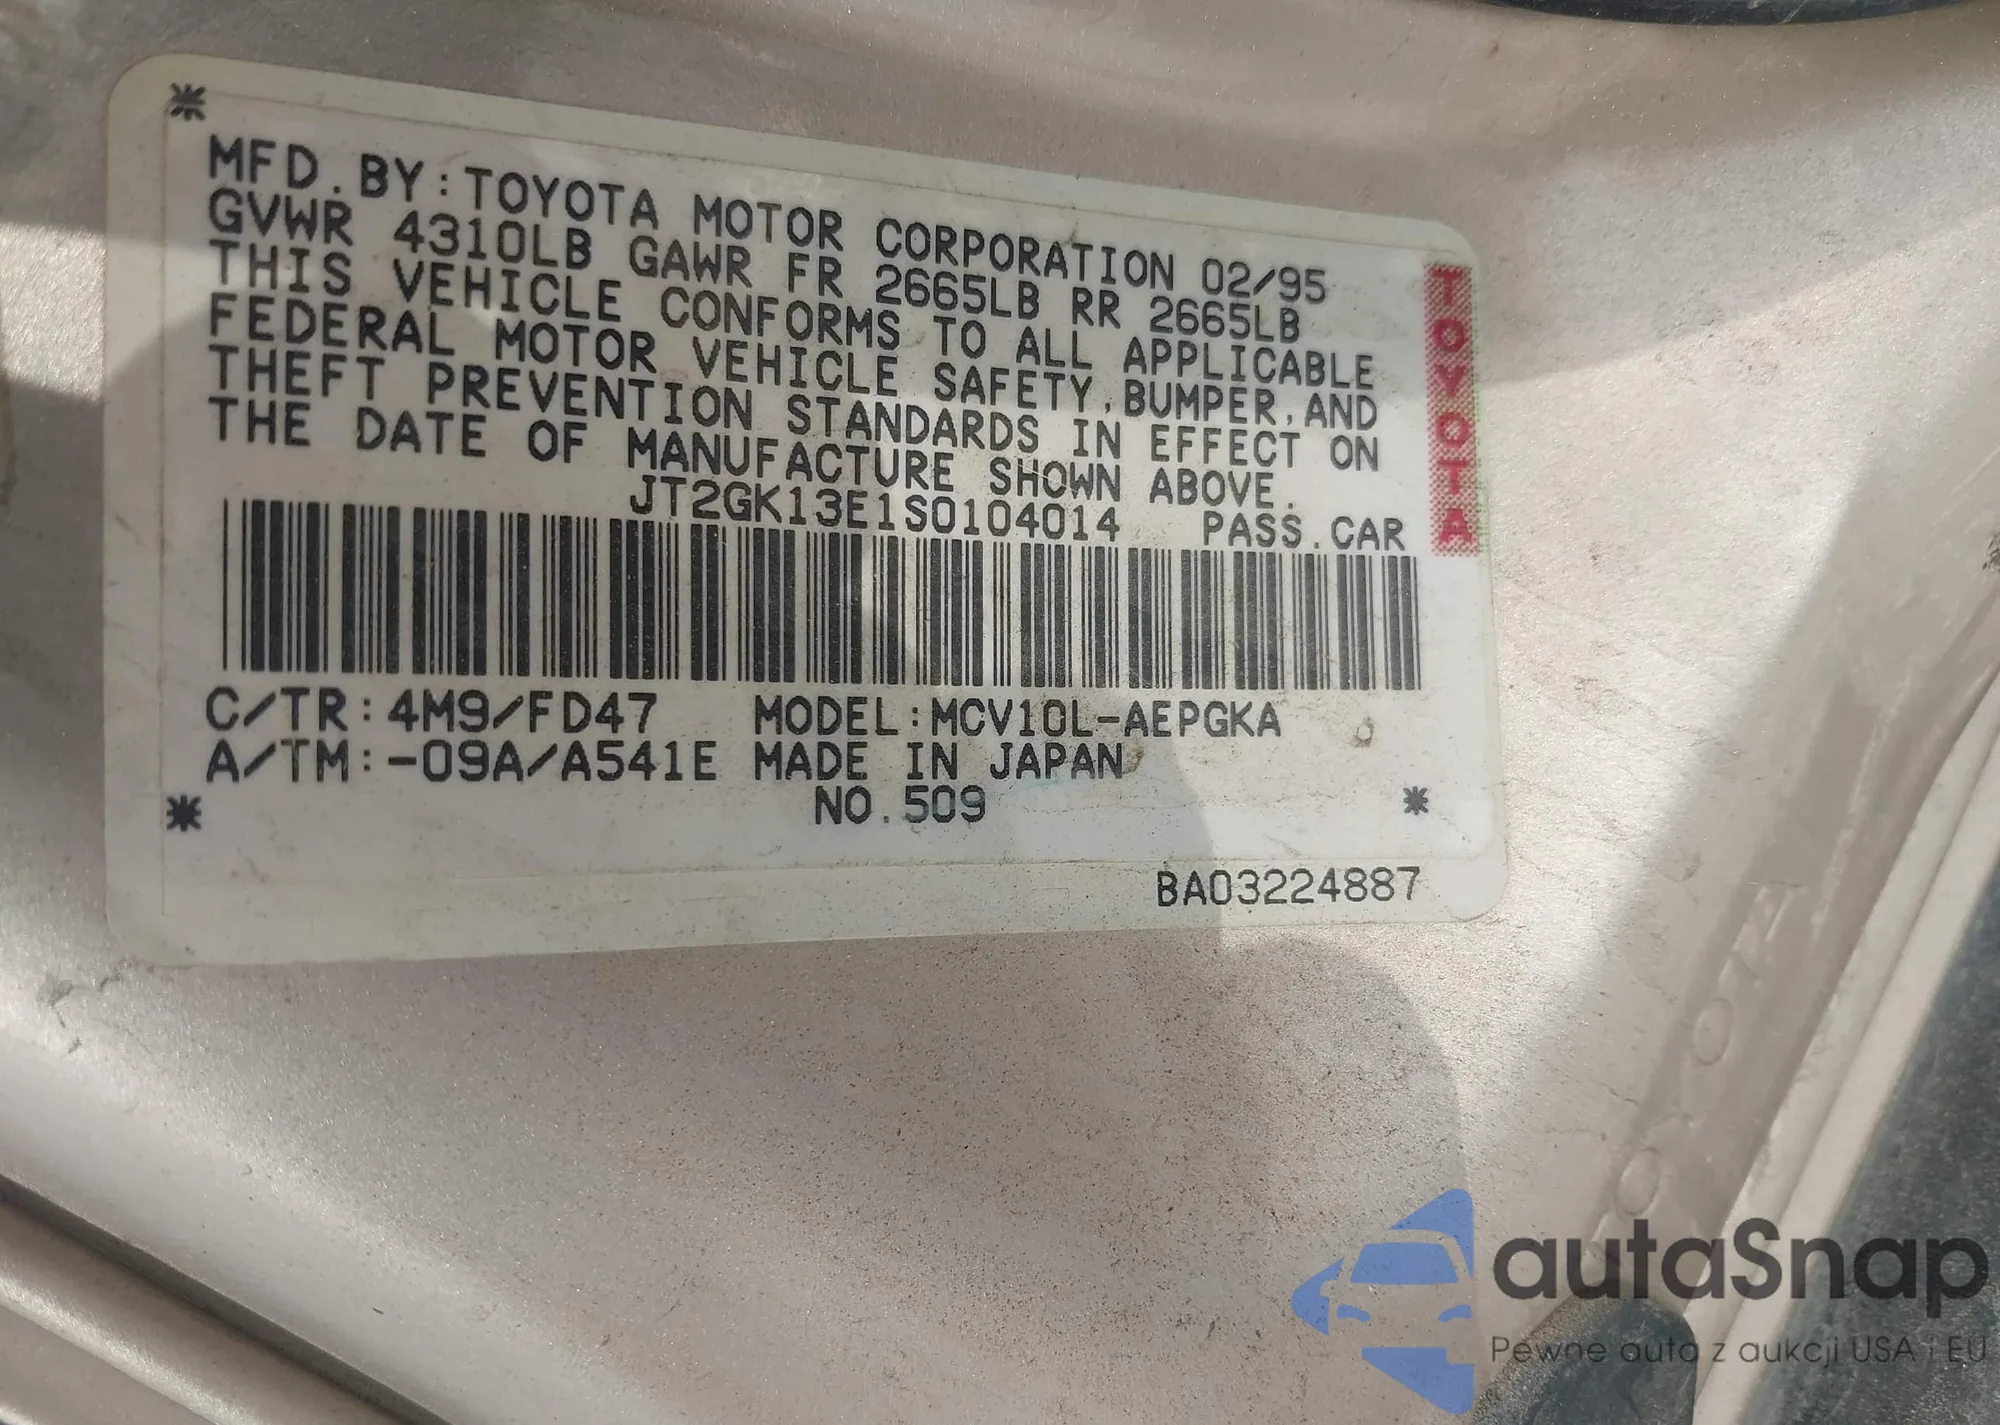 MFD.BY:TOYOTA MOTOR CORPORATION 02/95
GVWR 4310LB GAWR FR 2665LB RR 2665LB
THIS VEHICLE CONFORMS TO ALL APPLICABLE
FEDERAL MOTOR VEHICLE SAFETY,BUMPER,AND
THEFT PREVENTION STANDARDS IN EFFECT ON
THE DATE OF MANUFACTURE SHOWN ABOVE.
JT2GK13E1S0104014 PASS.CAR
TOYOTA
C/TR:4M9/FD47 MODEL:MCV10L-AEPGKA
A/TM:-09A/A541E MADE IN JAPAN
NO.509
BA03224887
autaSnap
Pewne auta z aukcji USA i EU